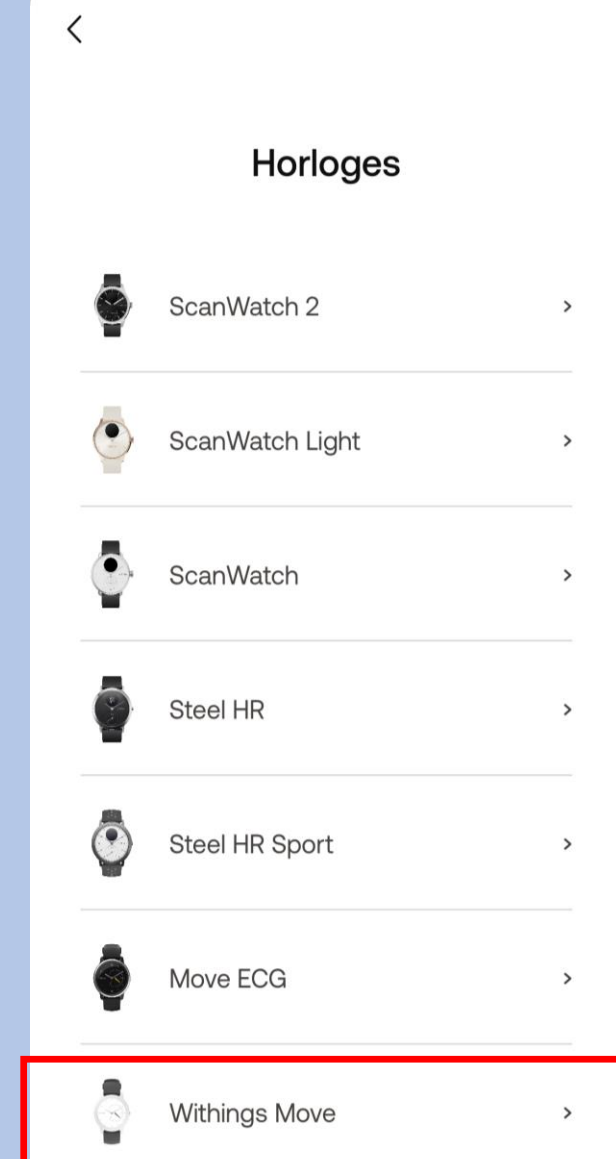 Horloges
ScanWatch 2
ScanWatch Light
ScanWatch
Steel HR
Steel HR Sport
Move ECG
Withings Move